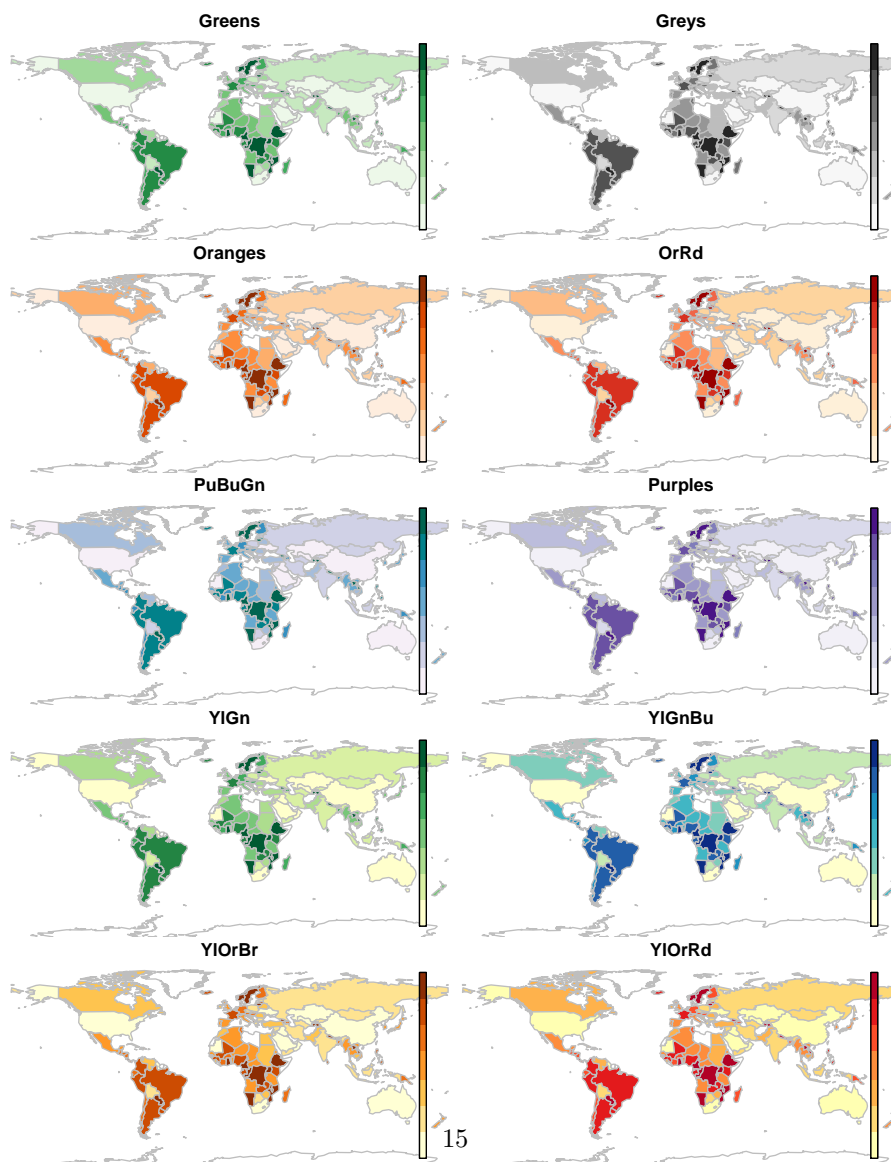 Greens
Greys
Oranges
OrRd
PuBuGn
Purples
YlGn
YlGnBu
YlOrBr
YlOrRd
15